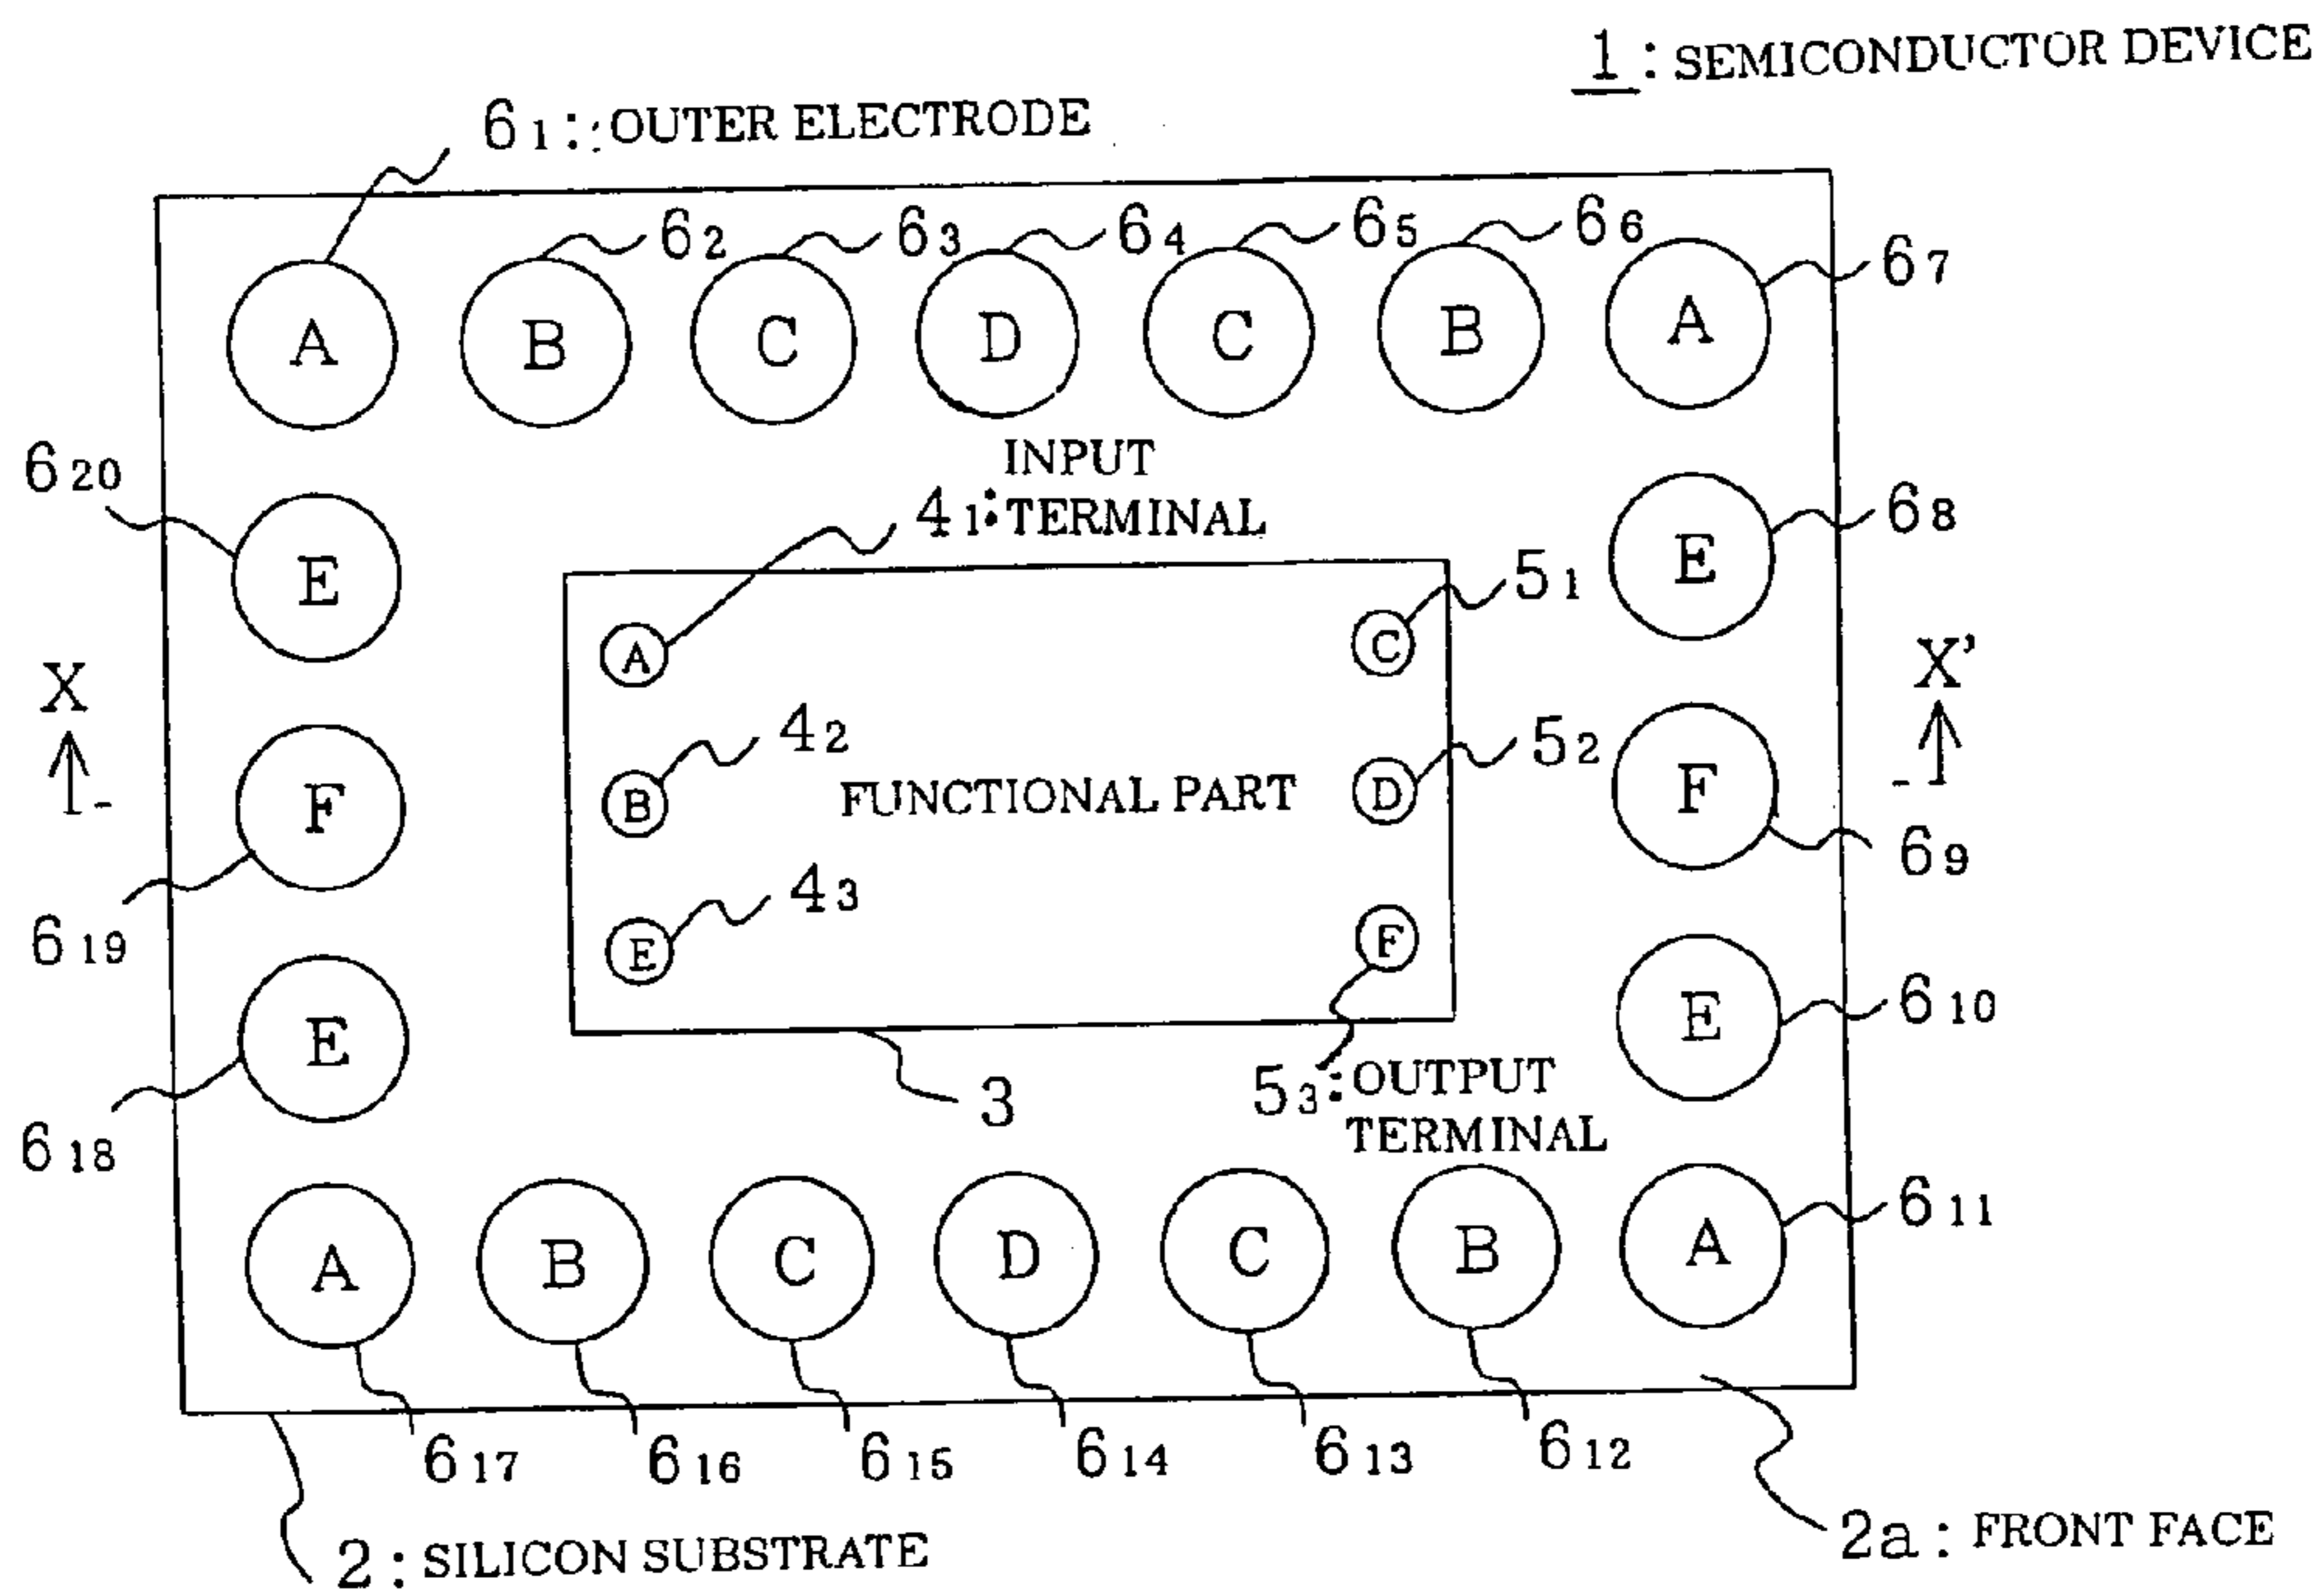 1 : SEMICONDUCTOR DEVICE
61 : OUTER ELECTRODE
62 63 64 65 66
67
A B C D C B A
620
INPUT
41 : TERMINAL
68
E E
51
A C
X X'
42 52
F B FUNCTIONAL PART D F
69
43
619
E F
610
E E
3
53 : OUTPUT
TERMINAL
618
611
A B C D C B A
617 616 615 614 613 612
2 : SILICON SUBSTRATE
2a : FRONT FACE